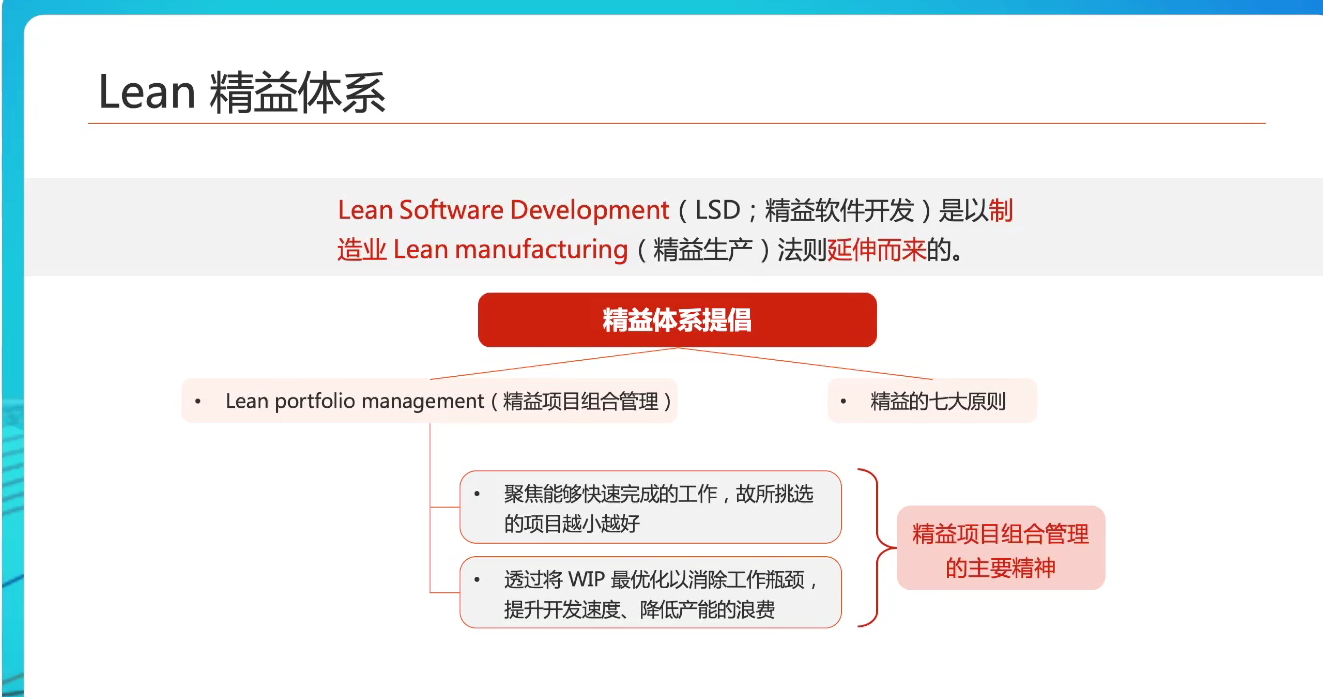 Lean 精益体系
Lean Software Development（LSD；精益软件开发）是以制
造业 Lean manufacturing（精益生产）法则延伸而来的。
精益体系提倡
• Lean portfolio management（精益项目组合管理）
• 精益的七大原则
• 聚焦能够快速完成的工作，故所挑选
的项目越小越好
• 透过将 WIP 最优化以消除工作瓶颈，
提升开发速度、降低产能的浪费
精益项目组合管理
的主要精神